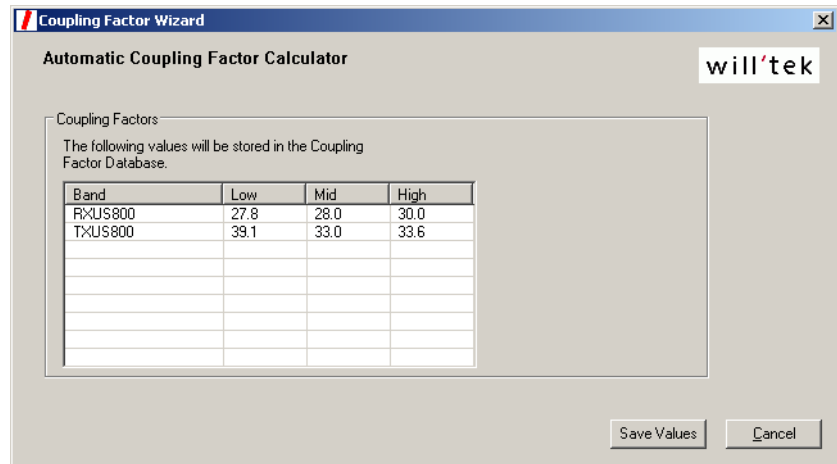 Coupling Factor Wizard
Automatic Coupling Factor Calculator
will'tek
Coupling Factors
The following values will be stored in the Coupling
Factor Database.
Band Low Mid High
RXUS800 27.8 28.0 30.0
TXUS800 39.1 33.0 33.6
Save Values Cancel